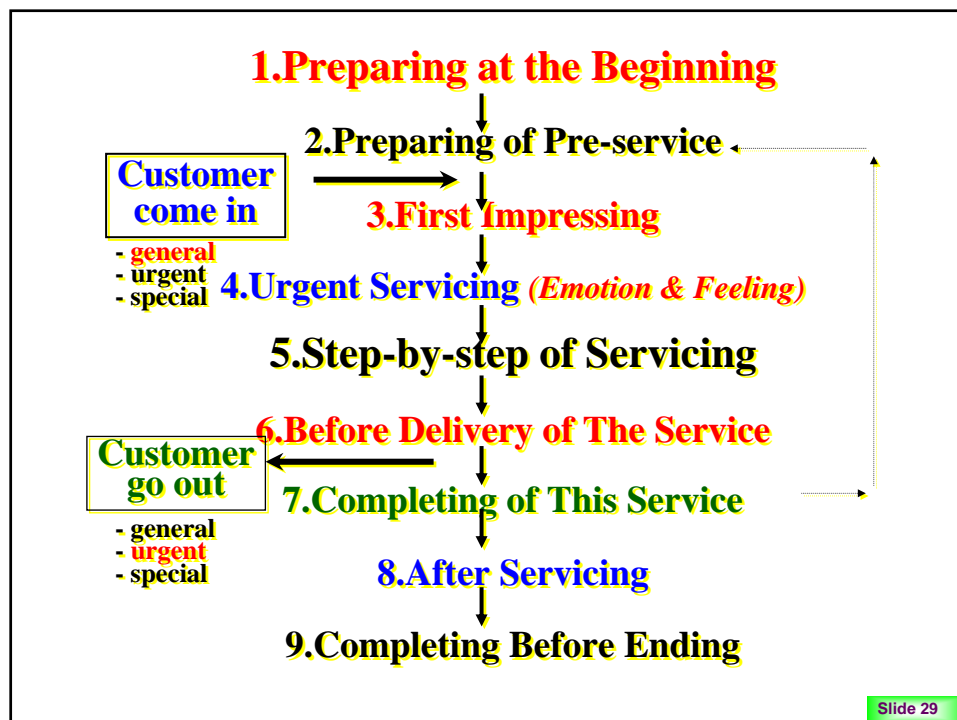 1.Preparing at the Beginning
2.Preparing of Pre-service
Customer
come in
- general
- urgent
- special
3.First Impressing
4.Urgent Servicing (Emotion & Feeling)
5.Step-by-step of Servicing
6.Before Delivery of The Service
Customer
go out
- general
- urgent
- special
7.Completing of This Service
8.After Servicing
9.Completing Before Ending
Slide 29